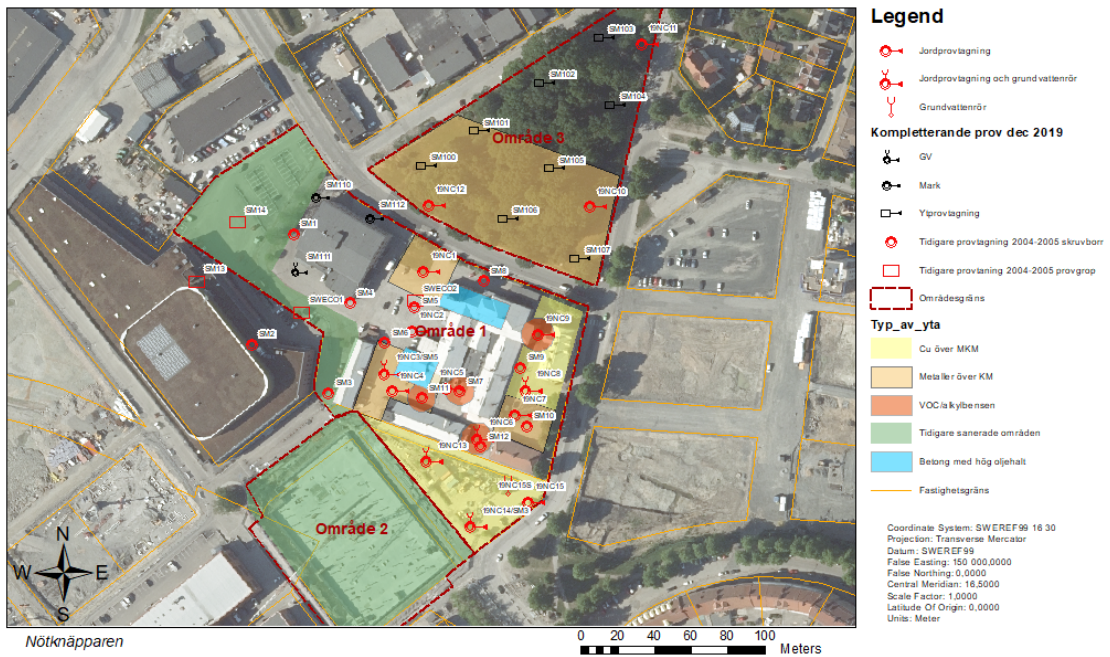 SM103
19NC11
SM102
SM104
SM101
Område 3
SM100
SM105
19NC12
19NC10
SM106
SM107
SM110
SM112
SM14
SM1
SM111
19NC1
SM8
SM13
SWECO1
SM4
SWECO2
SM5
19NC2
Område 1
19NC9
SM2
SM6
19NC3/SM5
19NC5
SM9
19NC8
SM3
19NC4
SM11
SM7
19NC7
SM10
19NC6
SM12
19NC13
19NC15S
19NC15
19NC14/SM3
Område 2
N
W
E
S
Nötknäpparen
0 20 40 60 80 100
Meters
Legend
Jordprovtagning
Jordprovtagning och grundvattenrör
Grundvattenrör
Kompletterande prov dec 2019
GV
Mark
Ytprovtagning
Tidigare provtagning 2004-2005 skruvborr
Tidigare provtaning 2004-2005 provgrop
Områdesgräns
Typ_av_yta
Cu över MKM
Metaller över KM
VOC/alkylbensen
Tidigare sanerade områden
Betong med hög oljehalt
Fastighetsgräns
Coordinate System: SWEREF99 16 30
Projection: Transverse Mercator
Datum: SWEREF99
False Easting: 150 000,0000
False Northing: 0,0000
Central Meridian: 16,5000
Scale Factor: 1,0000
Latitude Of Origin: 0,0000
Units: Meter